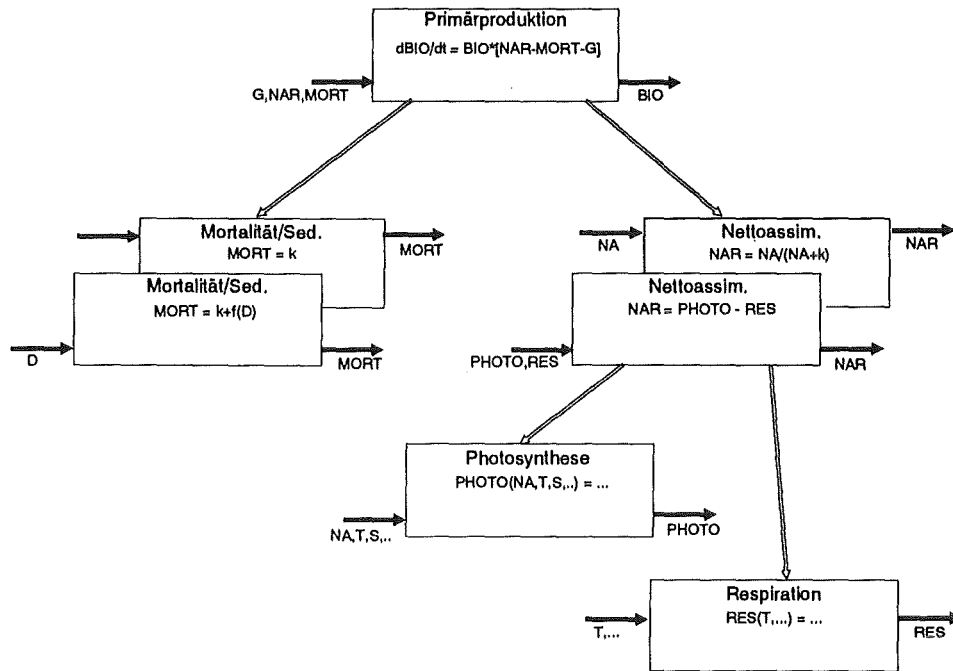 Primärproduktion
dBIO/dt = BIO*[NAR-MORT-G]
G,NAR,MORT
BIO
Mortalität/Sed.
MORT = k
MORT
NA
Nettoassim.
NAR = NA/(NA+k)
NAR
Mortalität/Sed.
MORT = k+f(D)
D
MORT
Nettoassim.
NAR = PHOTO - RES
PHOTO,RES
NAR
Photosynthese
PHOTO(NA,T,S,..) = ...
NA,T,S,..
PHOTO
Respiration
RES(T,...) = ...
T,...
RES